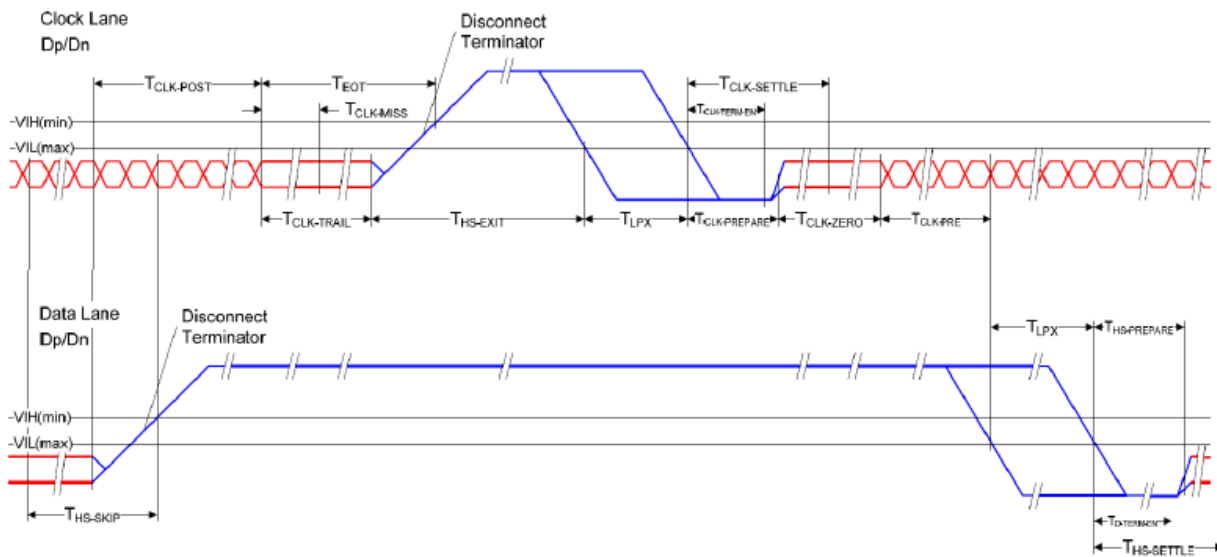 Clock Lane
Dp/Dn
Disconnect
Terminator
TCLK-POST
TEOT
TCLK-SETTLE
TCLK-MISS
TCLK-TERM-EN
VIH(min)
VIL(max)
TCLK-TRAIL
THS-EXIT
TLPX
TCLK-PREPARE
TCLK-ZERO
TCLK-PRE
Data Lane
Dp/Dn
Disconnect
Terminator
TLPX
THS-PREPARE
VIH(min)
VIL(max)
THS-SKIP
TD-TERM-EN
THS-SETTLE